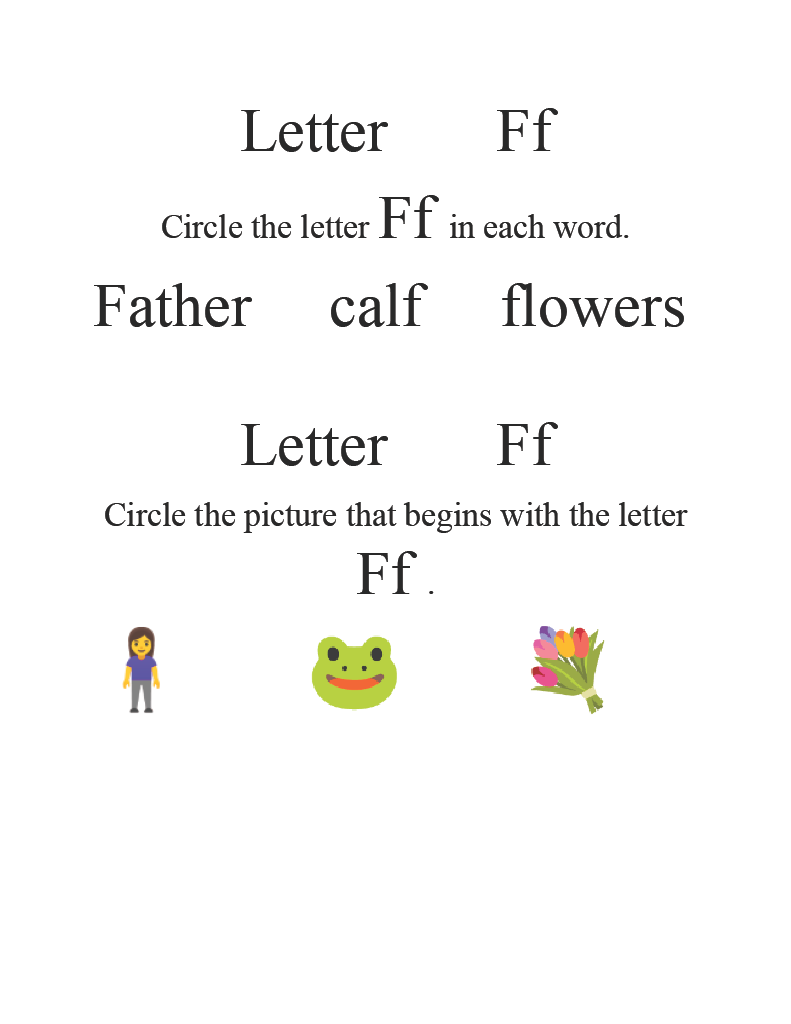 Letter Ff
Circle the letter Ff in each word.
Father calf flowers
Letter Ff
Circle the picture that begins with the letter
Ff .